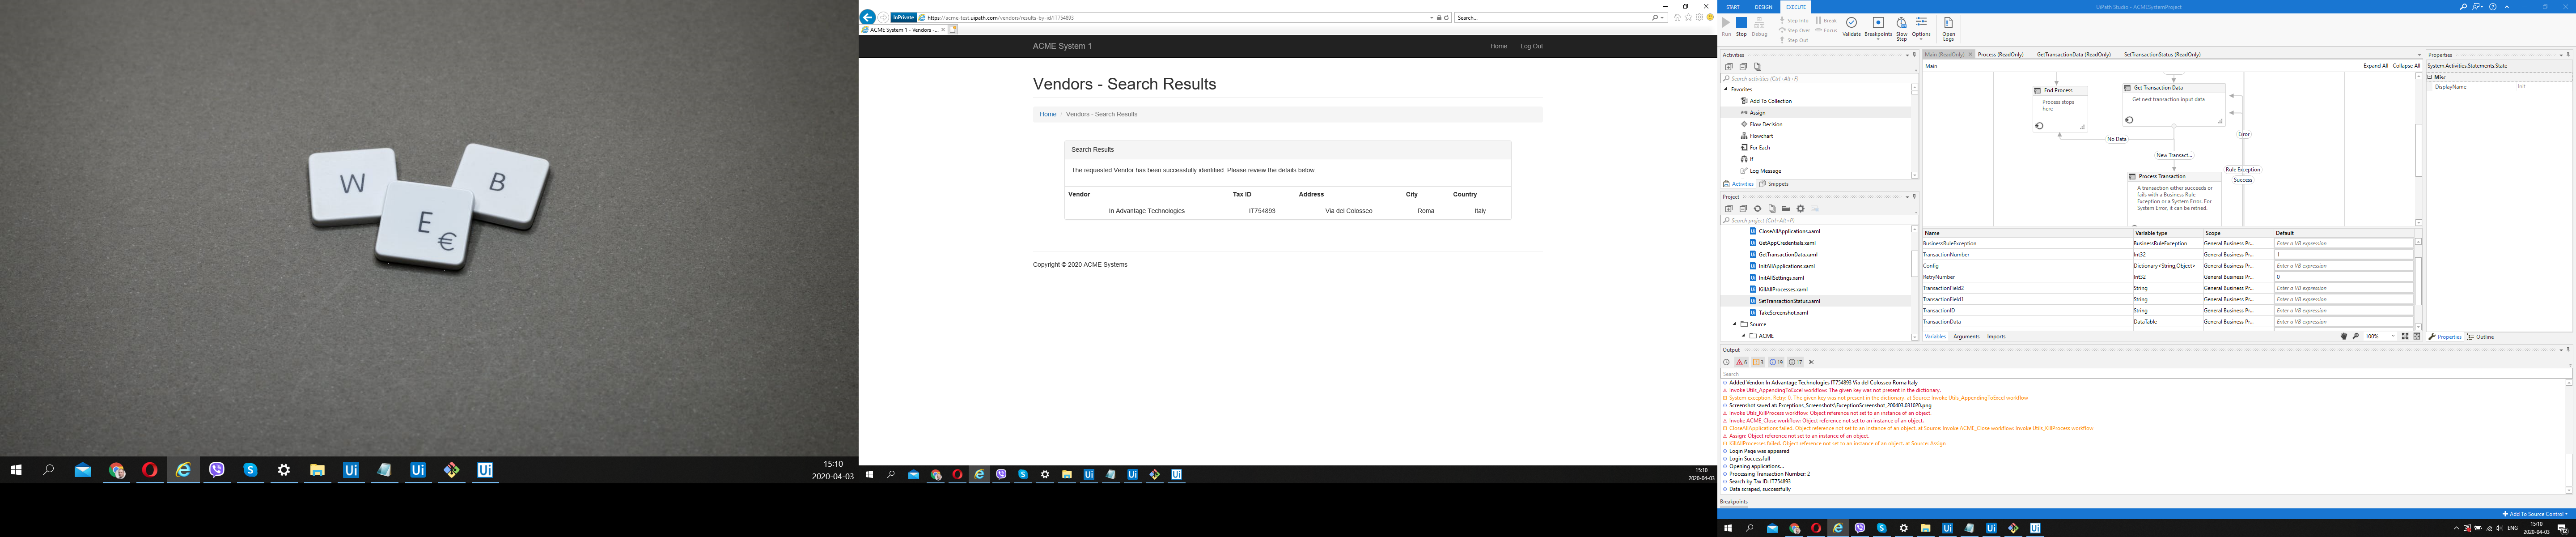 W
E
€
B
15:10
2020-04-03
InPrivate
https://acme-test.uipath.com/vendors/results-by-id/IT754893
Search...
ACME System 1 - Vendors -...
ACME System 1
Home
Log Out
Vendors - Search Results
Home / Vendors - Search Results
Search Results
The requested Vendor has been successfully identified. Please review the details below.
Vendor Tax ID Address City Country
In Advantage Technologies IT754893 Via del Colosseo Roma Italy
Copyright © 2020 ACME Systems
15:10
2020-04-03
START DESIGN EXECUTE
UiPath Studio - ACMESystemProject
Run Stop Debug
Step Into
Step Over
Step Out
Break
Focus
Validate Breakpoints
Slow Step
Options
Open Logs
Activities
Search activities (Ctrl+Alt+F)
Favorites
Add To Collection
Assign
Flow Decision
Flowchart
For Each
If
Log Message
Activities Snippets
Project
Search project (Ctrl+Alt+P)
CloseAllApplications.xaml
GetAppCredentials.xaml
GetTransactionData.xaml
InitAllApplications.xaml
InitAllSettings.xaml
KillAllProcesses.xaml
SetTransactionStatus.xaml
TakeScreenshot.xaml
Source
ACME
Main (ReadOnly) Process (ReadOnly) GetTransactionData (ReadOnly) SetTransactionStatus (ReadOnly)
Main
Expand All Collapse All
End Process
Process stops here
Get Transaction Data
Get next transaction input data
No Data
Error
New Transact...
Rule Exception
Success
Process Transaction
A transaction either succeeds or fails with a Business Rule Exception or a System Error. For System Error, it can be retried.
Name Variable type Scope Default
BusinessRuleException BusinessRuleException General Business Pr... Enter a VB expression
TransactionNumber Int32 General Business Pr... 1
Config Dictionary<String,Object> General Business Pr... Enter a VB expression
RetryNumber Int32 General Business Pr... 0
TransactionField2 String General Business Pr... Enter a VB expression
TransactionField1 String General Business Pr... Enter a VB expression
TransactionID String General Business Pr... Enter a VB expression
TransactionData DataTable General Business Pr... Enter a VB expression
Variables Arguments Imports
100%
Properties
System.Activities.Statements.State
Misc
DisplayName Init
Properties Outline
Output
6 3 19 17
Search
Added Vendor: In Advantage Technologies IT754893 Via del Colosseo Roma Italy
Invoke Utils_AppendingToExcel workflow: The given key was not present in the dictionary.
System exception. Retry: 0. The given key was not present in the dictionary. at Source: Invoke Utils_AppendingToExcel workflow
Screenshot saved at: Exceptions_Screenshots\ExceptionScreenshot_200403.031020.png
Invoke Utils_KillProcess workflow: Object reference not set to an instance of an object.
Invoke ACME_Close workflow: Object reference not set to an instance of an object.
CloseAllApplications failed. Object reference not set to an instance of an object. at Source: Invoke ACME_Close workflow: Invoke Utils_KillProcess workflow
Assign: Object reference not set to an instance of an object.
KillAllProcesses failed. Object reference not set to an instance of an object. at Source: Assign
Login Page was appeared
Login Successfull
Opening applications...
Processing Transaction Number: 2
Search by Tax ID: IT754893
Data scraped, successfully
Breakpoints
Add To Source Control
ENG
15:10
2020-04-03